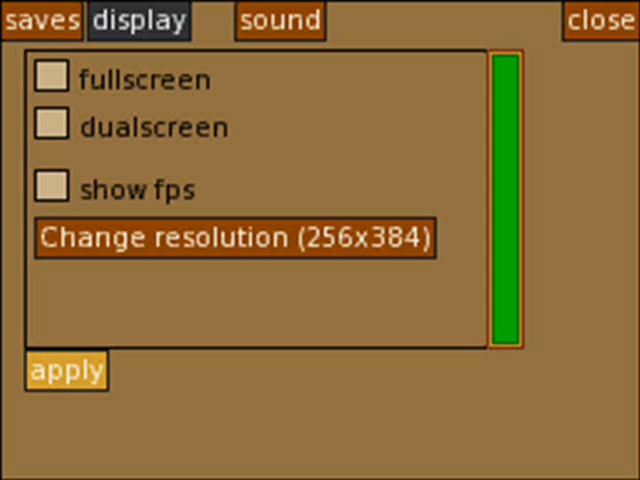 saves display sound close
fullscreen
dualscreen
show fps
Change resolution (256x384)
apply